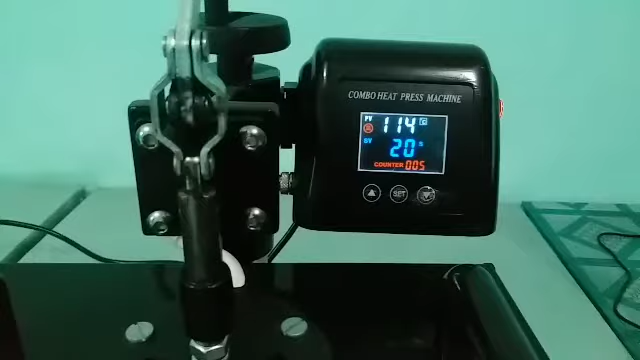 COMBO HEAT PRESS MACHINE
PV 114 °C
SV 20 S
COUNTER 005
SET